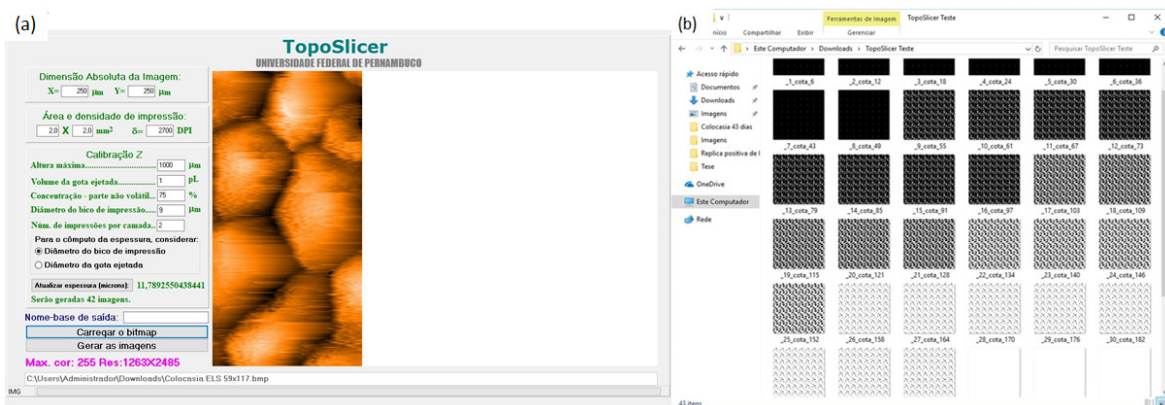 (a)
TopoSlicer
UNIVERSIDADE FEDERAL DE PERNAMBUCO
Dimensão Absoluta da Imagem:
X= 250 µm Y= 250 µm
Área e densidade de impressão:
2,0 X 2,0 mm² δ= 2700 DPI
Calibração Z
Altura máxima 1000 µm
Volume da gota ejetada 1 pL
Concentração - parte não volátil... 75 %
Diâmetro do bico de impressão..... 9 µm
Núm. de impressões por camada.. 2
Para o cômputo da espessura, considerar:
Diâmetro do bico de impressão
Diâmetro da gota ejetada
Atualizar espessura (microns): 11,7892550438441
Serão geradas 42 imagens.
Nome-base de saída:
Carregar o bitmap
Gerar as imagens
Max. cor: 255 Res:1263X2485
C:\Users\Administrador\Downloads\Colocasia ELS 59x117.bmp
IMG
(b)
Ferramentas de Imagem TopoSlicer Teste
Início Compartilhar Exibir Gerenciar
Este Computador > Downloads > TopoSlicer Teste
Pesquisar TopoSlicer Teste
Acesso rápido
Documentos
Downloads
Imagens
Colocasia 43 dias
Imagens
Replica positiva de l
Tese
OneDrive
Este Computador
Rede
_1_cota_6 _2_cota_12 _3_cota_18 _4_cota_24 _5_cota_30 _6_cota_36
_7_cota_43 _8_cota_49 _9_cota_55 _10_cota_61 _11_cota_67 _12_cota_73
_13_cota_79 _14_cota_85 _15_cota_91 _16_cota_97 _17_cota_103 _18_cota_109
_19_cota_115 _20_cota_121 _21_cota_128 _22_cota_134 _23_cota_140 _24_cota_146
_25_cota_152 _26_cota_158 _27_cota_164 _28_cota_170 _29_cota_176 _30_cota_182
43 itens